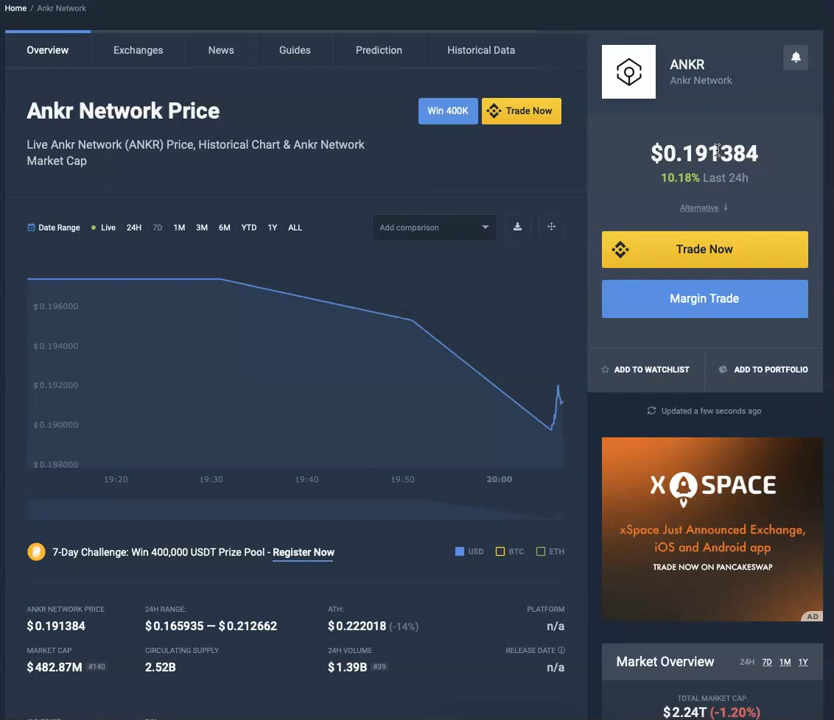 Home / Ankr Network
Overview Exchanges News Guides Prediction Historical Data
Ankr Network Price
Win 400K Trade Now
Live Ankr Network (ANKR) Price, Historical Chart & Ankr Network
Market Cap
Date Range Live 24H 7D 1M 3M 6M YTD 1Y ALL
Add comparison
$0.196000
$0.194000
$0.192000
$0.190000
$0.188000
19:20 19:30 19:40 19:50 20:00
7-Day Challenge: Win 400,000 USDT Prize Pool - Register Now
USD BTC ETH
ANKR NETWORK PRICE 24H RANGE: ATH: PLATFORM
$0.191384 $0.165935 — $0.212662 $0.222018 (-14%) n/a
MARKET CAP CIRCULATING SUPPLY 24H VOLUME RELEASE DATE
$482.87M #140 2.52B $1.39B #39 n/a
ANKR
Ankr Network
$0.191384
10.18% Last 24h
Alternative ↓
Trade Now
Margin Trade
ADD TO WATCHLIST ADD TO PORTFOLIO
Updated a few seconds ago
X SPACE
xSpace Just Announced Exchange,
iOS and Android app
TRADE NOW ON PANCAKESWAP
AD
Market Overview 24H 7D 1M 1Y
TOTAL MARKET CAP
$2.24T (-1.20%)